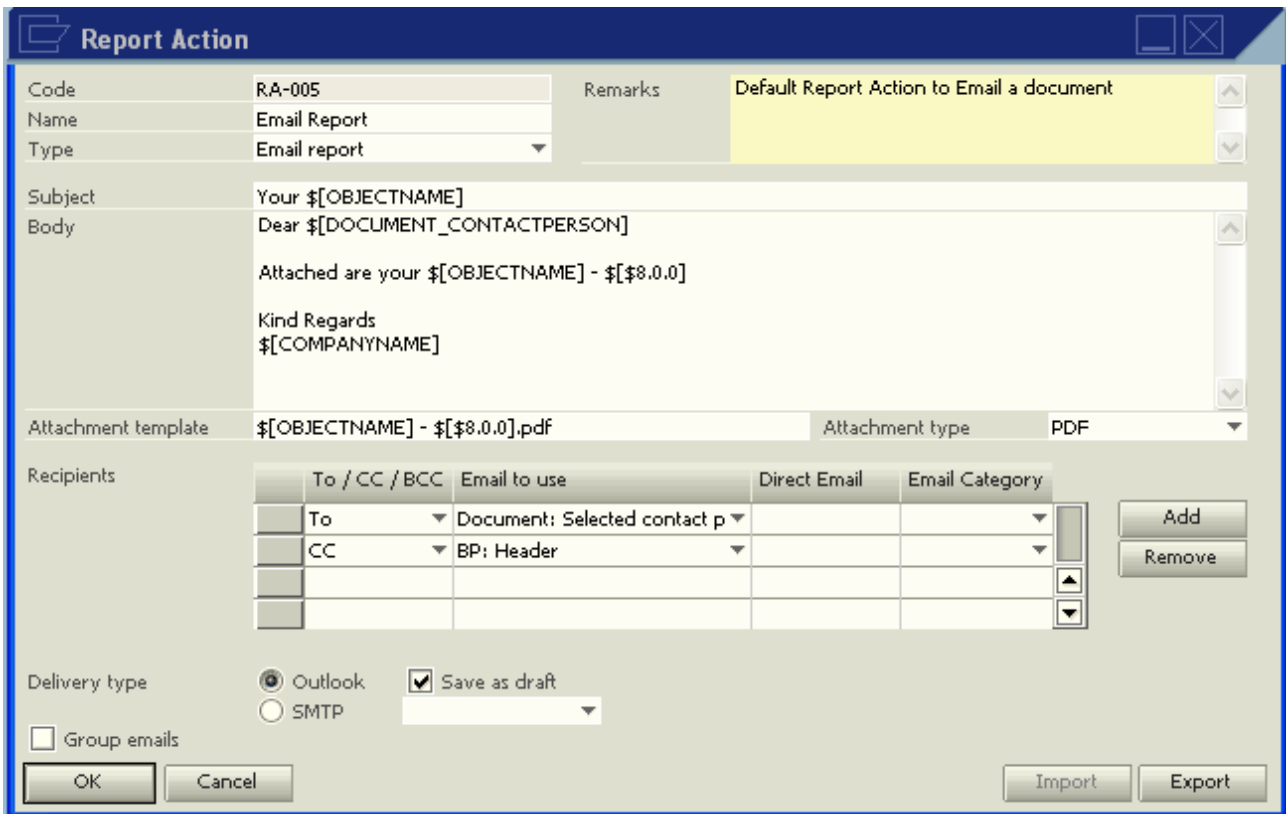 Report Action
Code RA-005 Remarks Default Report Action to Email a document
Name Email Report
Type Email report
Subject Your $[OBJECTNAME]
Body Dear $[DOCUMENT_CONTACTPERSON]
Attached are your $[OBJECTNAME] - $[$8.0.0]
Kind Regards
$[COMPANYNAME]
Attachment template $[OBJECTNAME] - $[$8.0.0].pdf Attachment type PDF
Recipients To / CC / BCC Email to use Direct Email Email Category
To Document: Selected contact p Add
CC BP: Header Remove
Delivery type Outlook Save as draft
SMTP
Group emails
OK Cancel Import Export